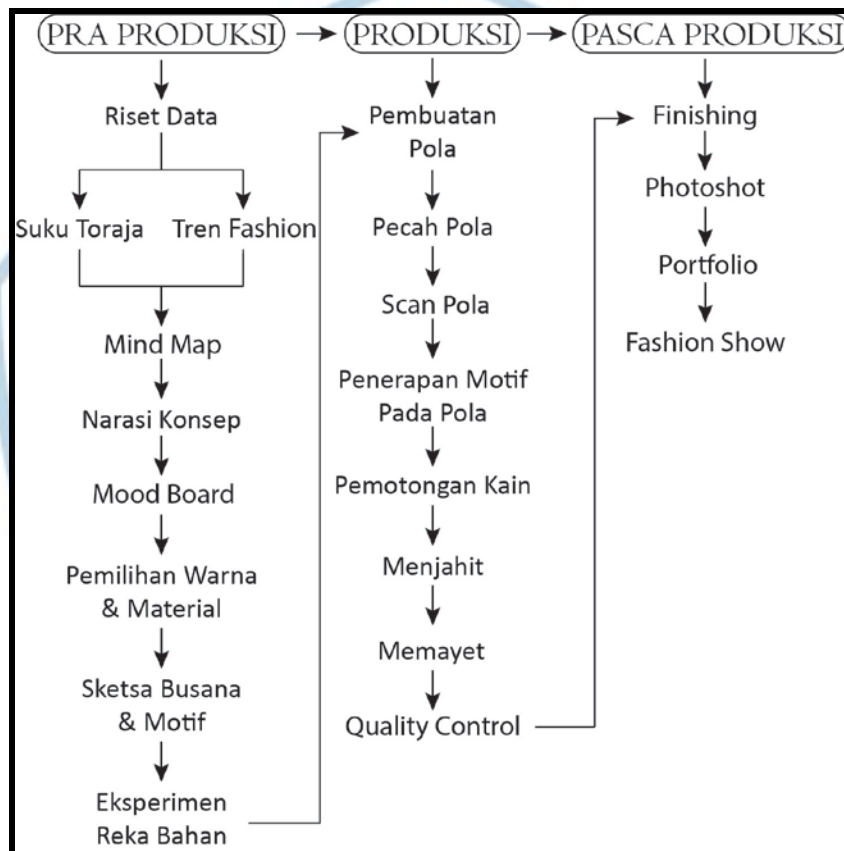 PRA PRODUKSI
Riset Data
Suku Toraja
Tren Fashion
Mind Map
Narasi Konsep
Mood Board
Pemilihan Warna
& Material
Sketsa Busana
& Motif
Eksperimen
Reka Bahan
PRODUKSI
Pembuatan
Pola
Pecah Pola
Scan Pola
Penerapan Motif
Pada Pola
Pemotongan Kain
Menjahit
Memayet
Quality Control
PASCA PRODUKSI
Finishing
Photoshot
Portfolio
Fashion Show